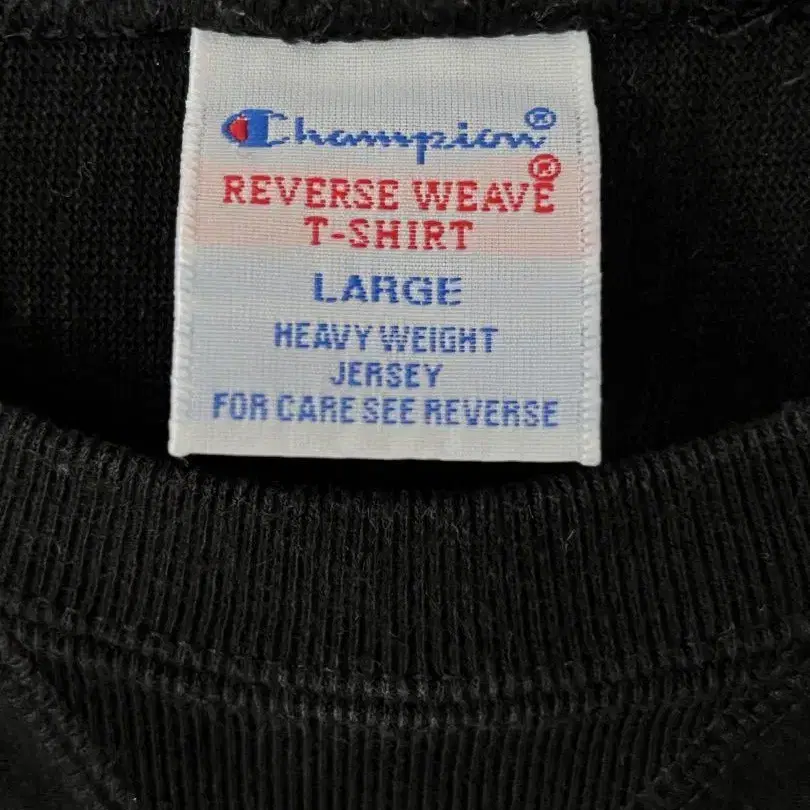 Champion®
REVERSE WEAVE®
T-SHIRT
LARGE
HEAVY WEIGHT
JERSEY
FOR CARE SEE REVERSE